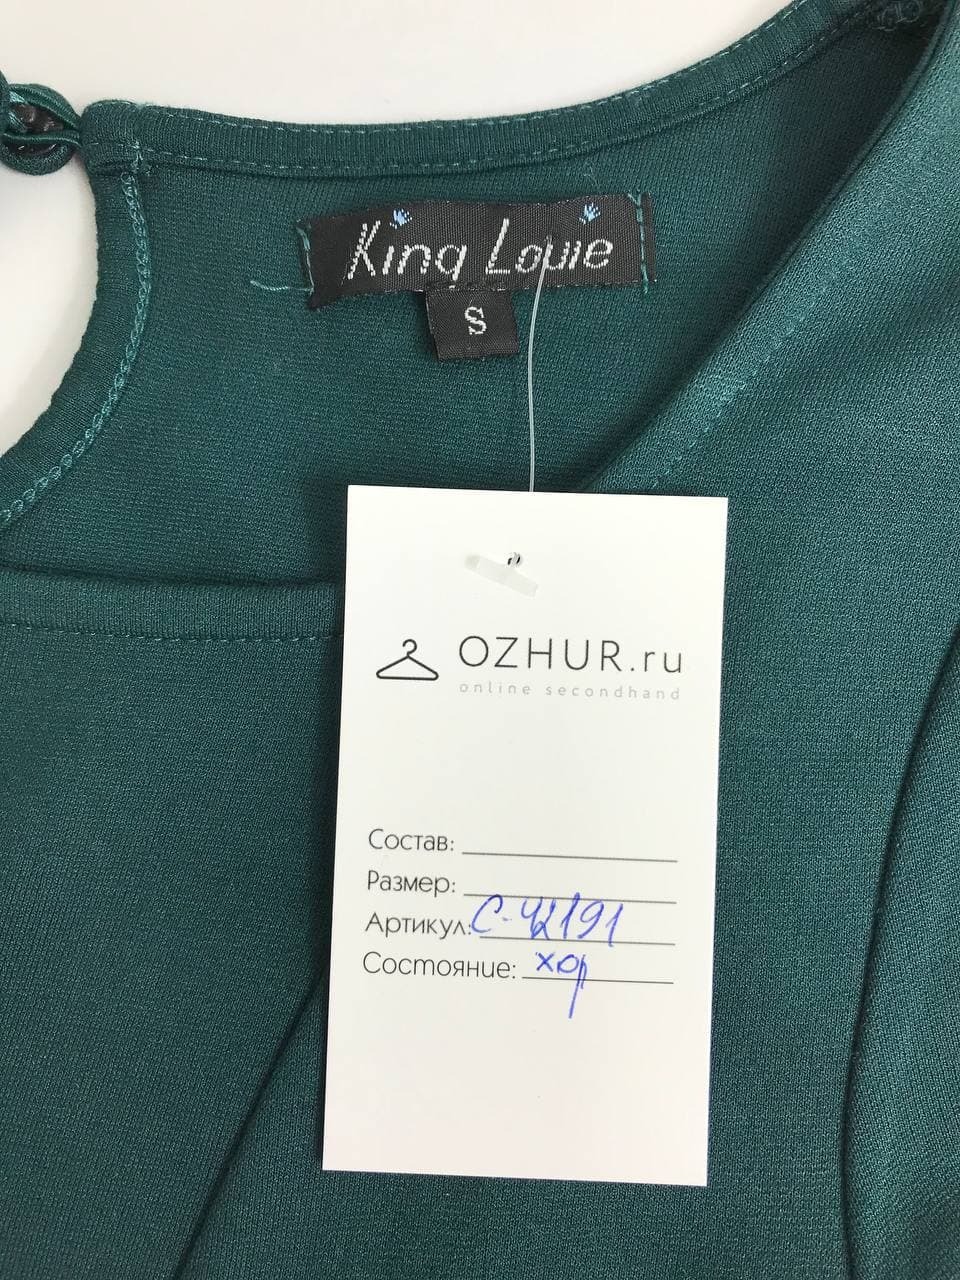 King Louie
S
OZHUR.ru
online secondhand
Состав:
Размер:
Артикул: С-42191
Состояние: хор